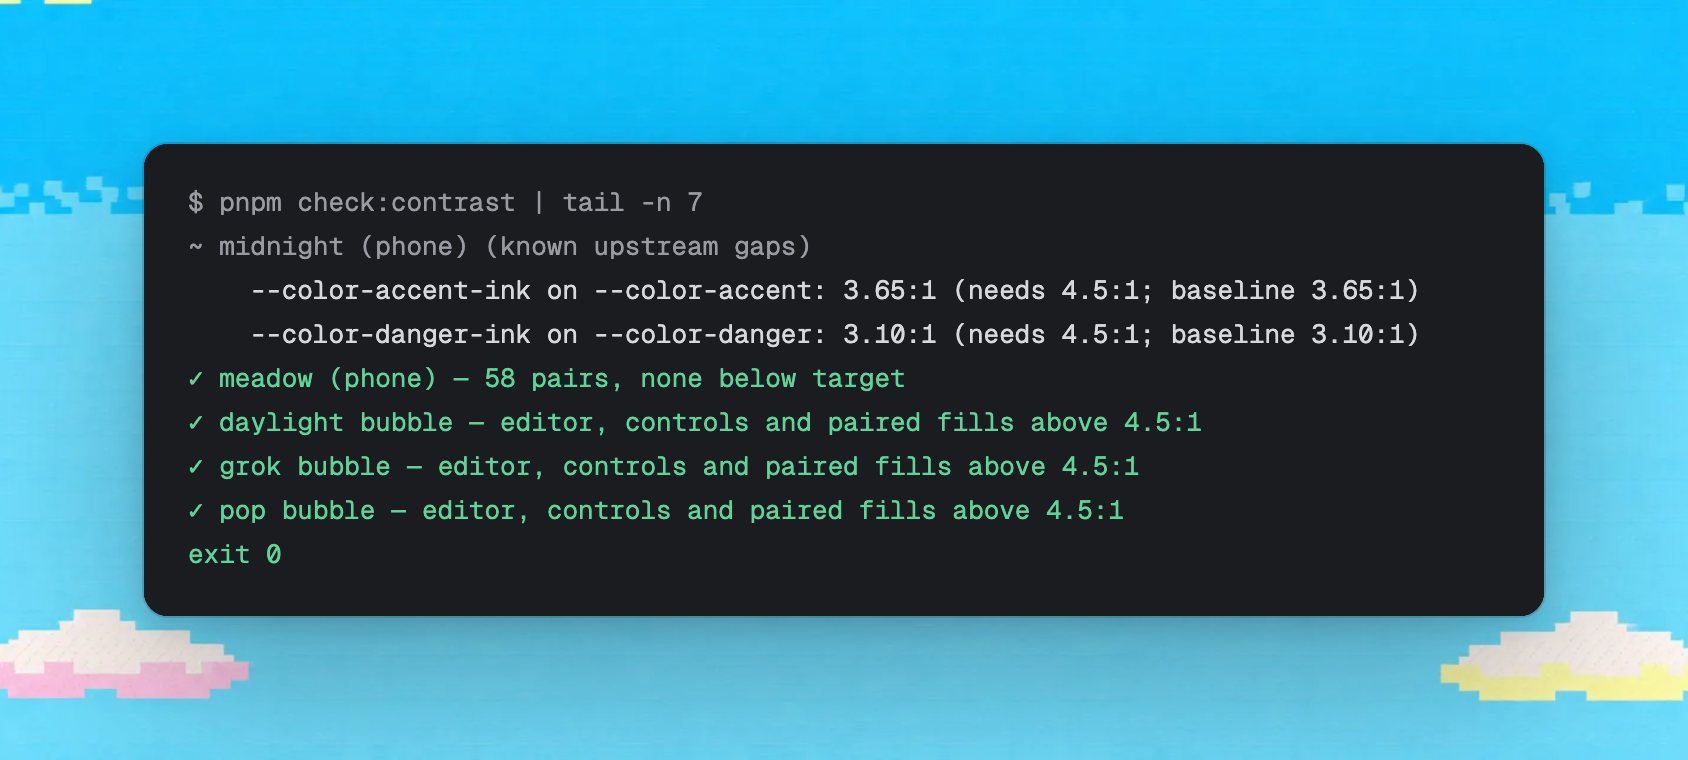 $ pnpm check:contrast | tail -n 7
~ midnight (phone) (known upstream gaps)
--color-accent-ink on --color-accent: 3.65:1 (needs 4.5:1; baseline 3.65:1)
--color-danger-ink on --color-danger: 3.10:1 (needs 4.5:1; baseline 3.10:1)
✓ meadow (phone) — 58 pairs, none below target
✓ daylight bubble — editor, controls and paired fills above 4.5:1
✓ grok bubble — editor, controls and paired fills above 4.5:1
✓ pop bubble — editor, controls and paired fills above 4.5:1
exit 0